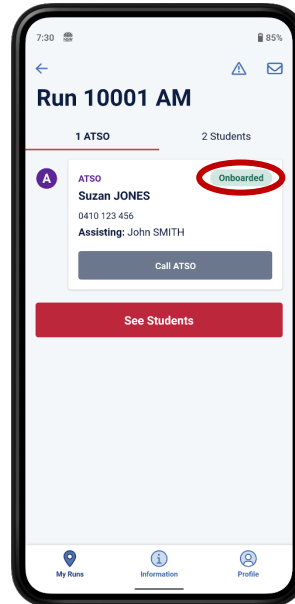 7:30 85%
Run 10001 AM
1 ATSO 2 Students
A ATSO Onboarded
Suzan JONES
0410 123 456
Assisting: John SMITH
Call ATSO
See Students
My Runs Information Profile